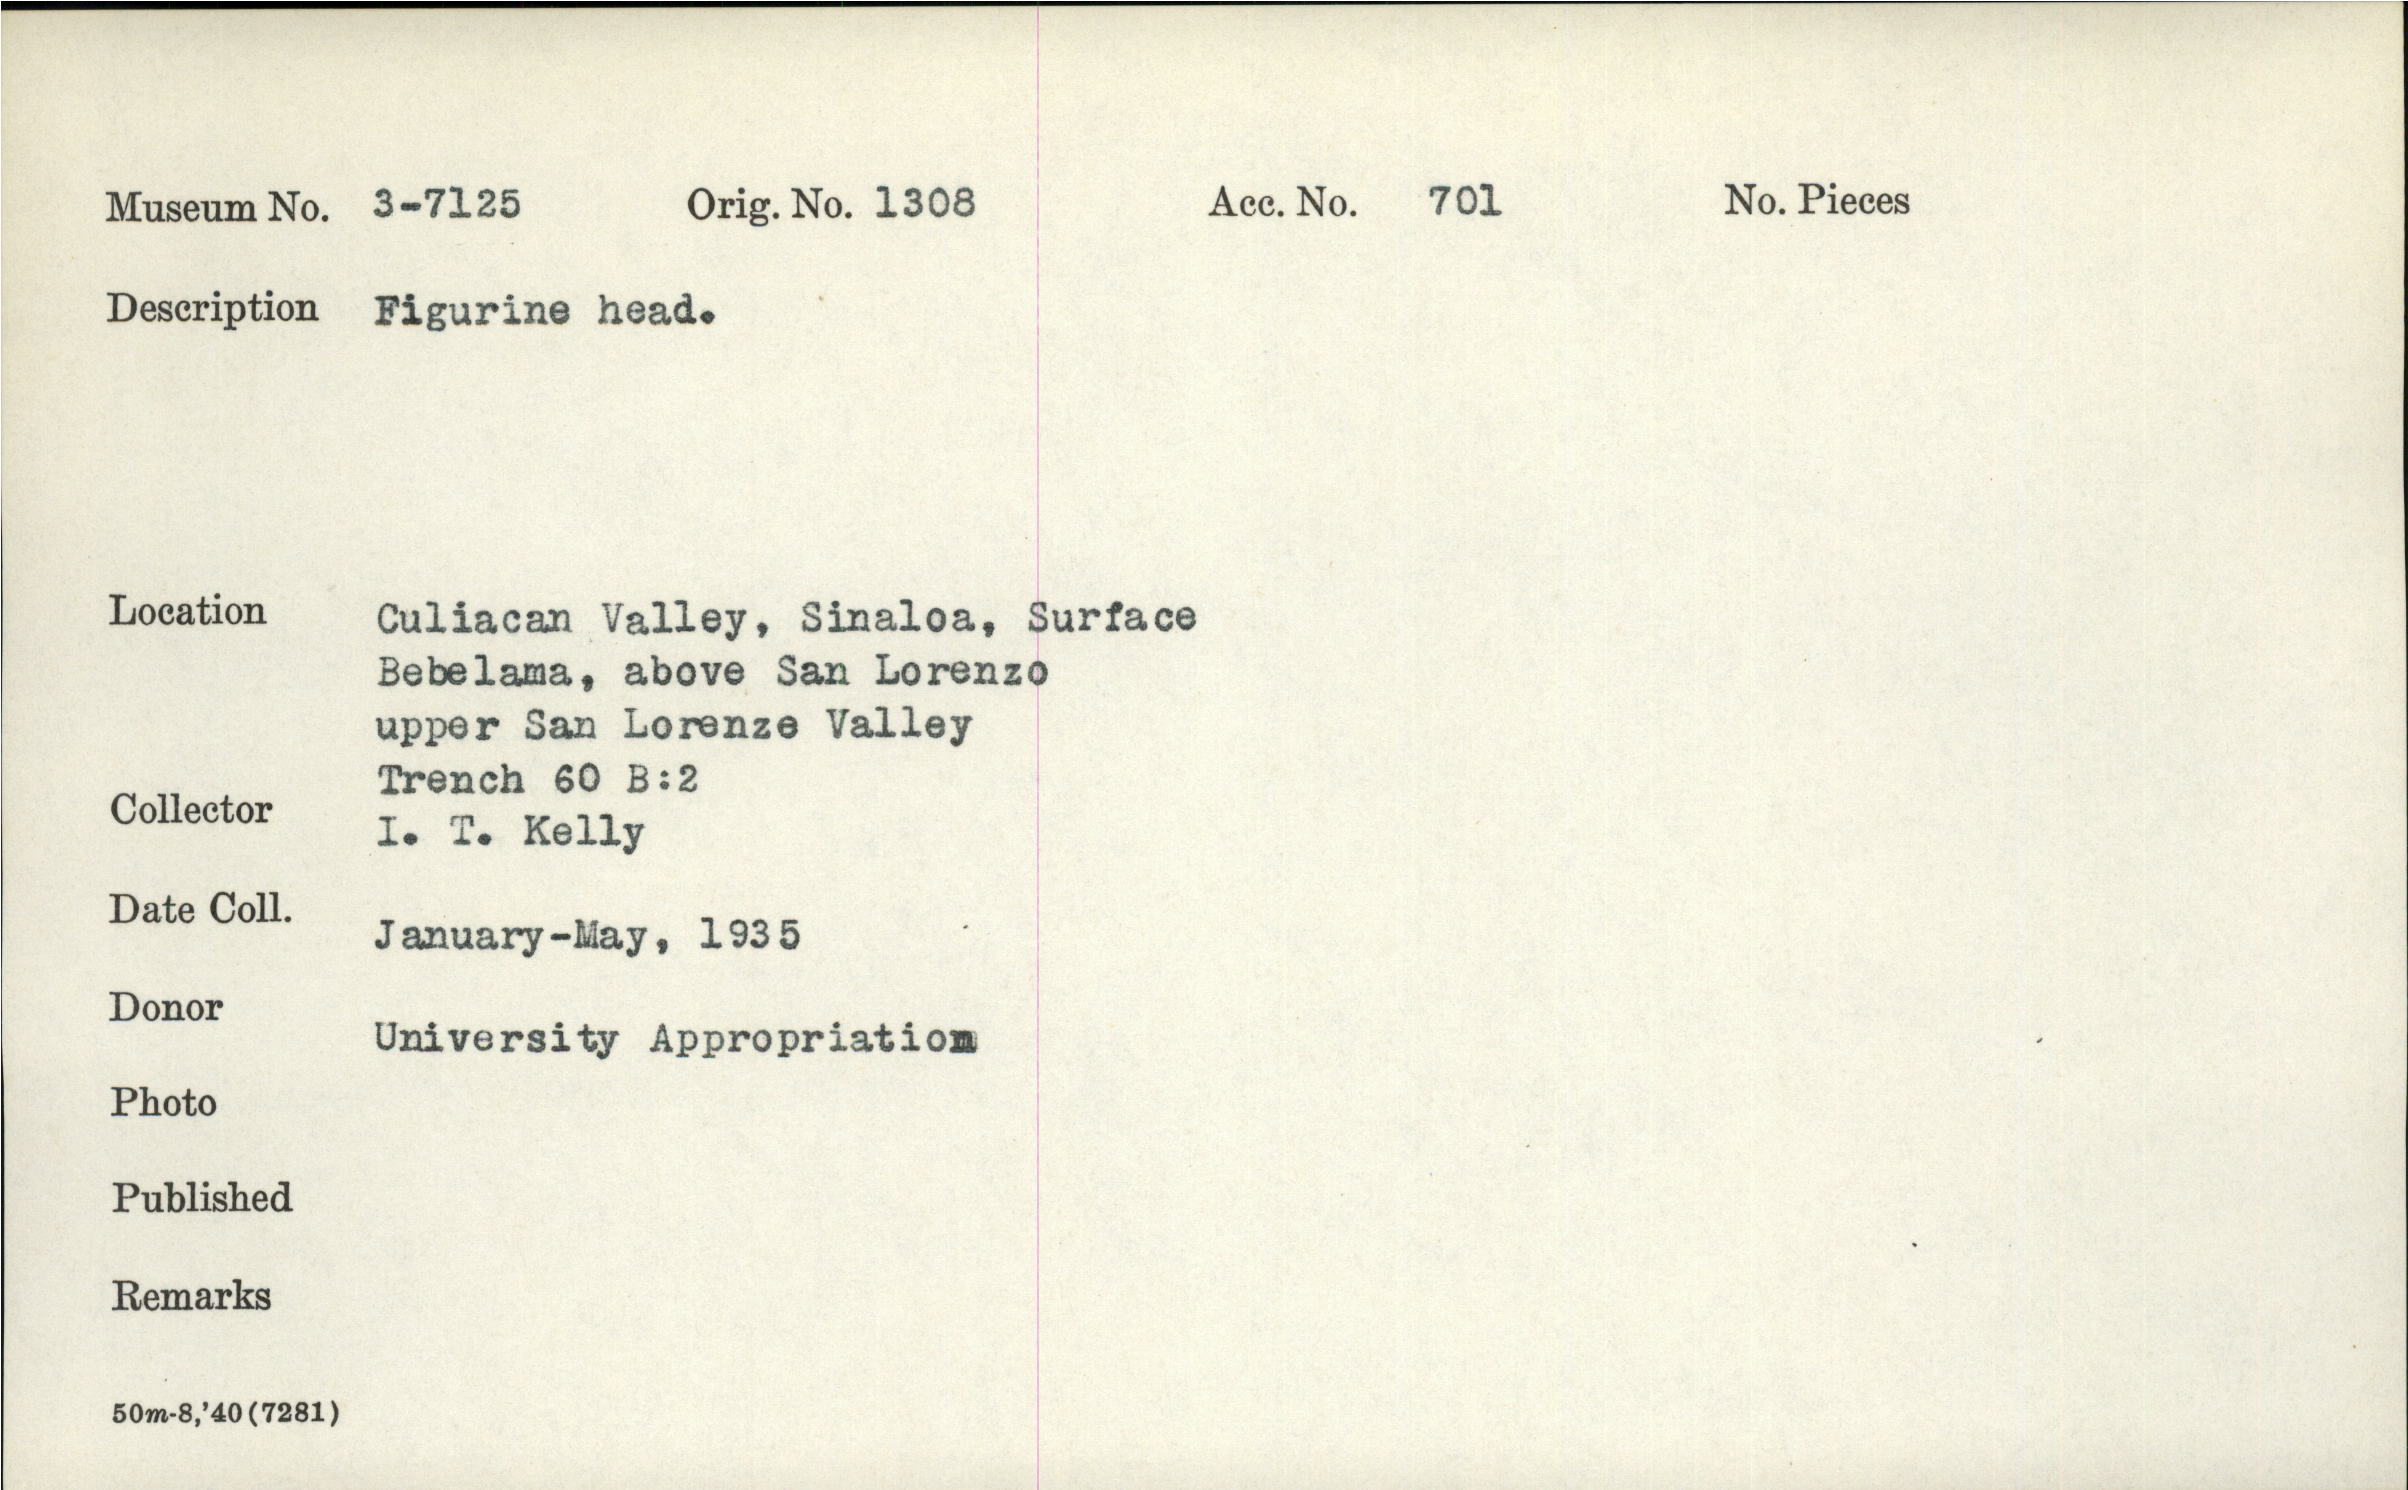 Museum No. 3-7125 Orig. No. 1308 Acc. No. 701 No. Pieces
Description Figurine head.
Location Culiacan Valley, Sinaloa, Surface
Bebelama, above San Lorenzo
upper San Lorenze Valley
Trench 60 B:2
Collector I. T. Kelly
Date Coll. January-May, 1935
Donor University Appropriation
Photo
Published
Remarks
50m-8,'40(7281)